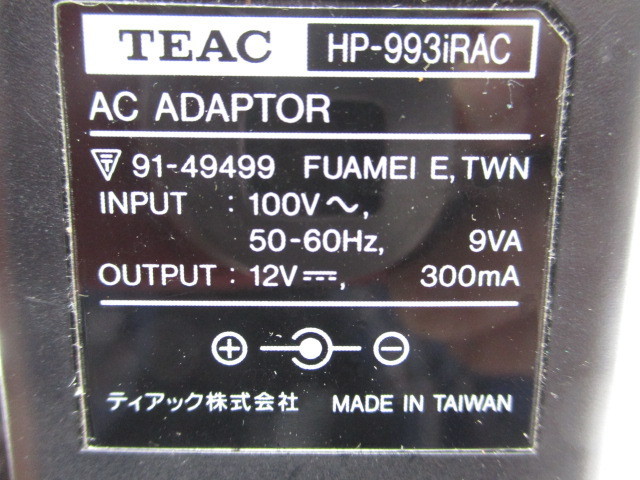 TEAC HP-993iRAC
AC ADAPTOR
91-49499 FUAMEI E, TWN
INPUT : 100V～,
50-60Hz, 9VA
OUTPUT : 12V⎓, 300mA
⊕ ⊖
ティアック株式会社 MADE IN TAIWAN